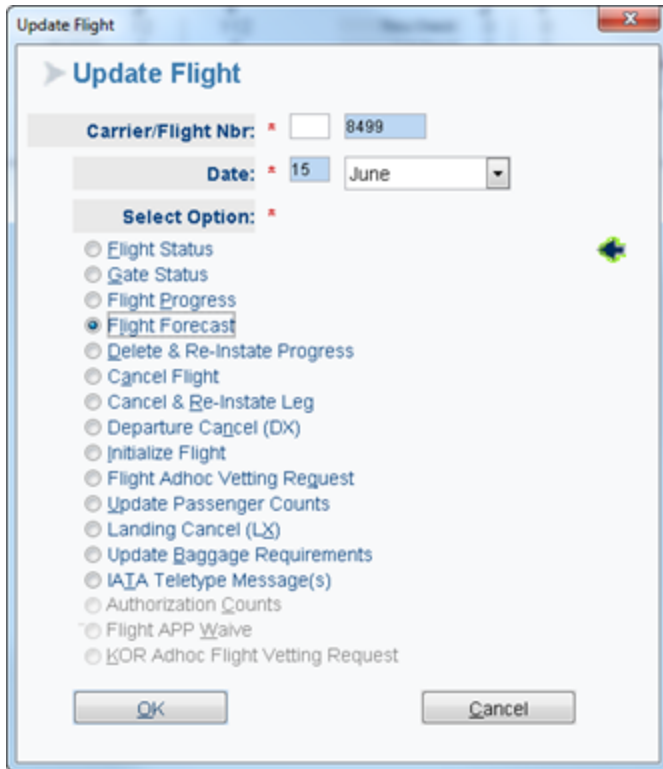 Update Flight
Update Flight
Carrier/Flight Nbr: * 8499
Date: * 15 June
Select Option: *
Flight Status
Gate Status
Flight Progress
Flight Forecast
Delete & Re-Instate Progress
Cancel Flight
Cancel & Re-Instate Leg
Departure Cancel (DX)
Initialize Flight
Flight Adhoc Vetting Request
Update Passenger Counts
Landing Cancel (LX)
Update Baggage Requirements
IATA Teletype Message(s)
Authorization Counts
Flight APP Waive
KOR Adhoc Flight Vetting Request
OK Cancel